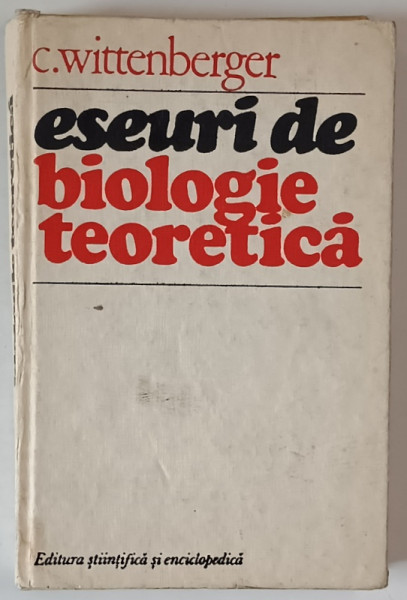 c.wittenberger
eseuri de
biologie
teoretică
Editura științifică și enciclopedică